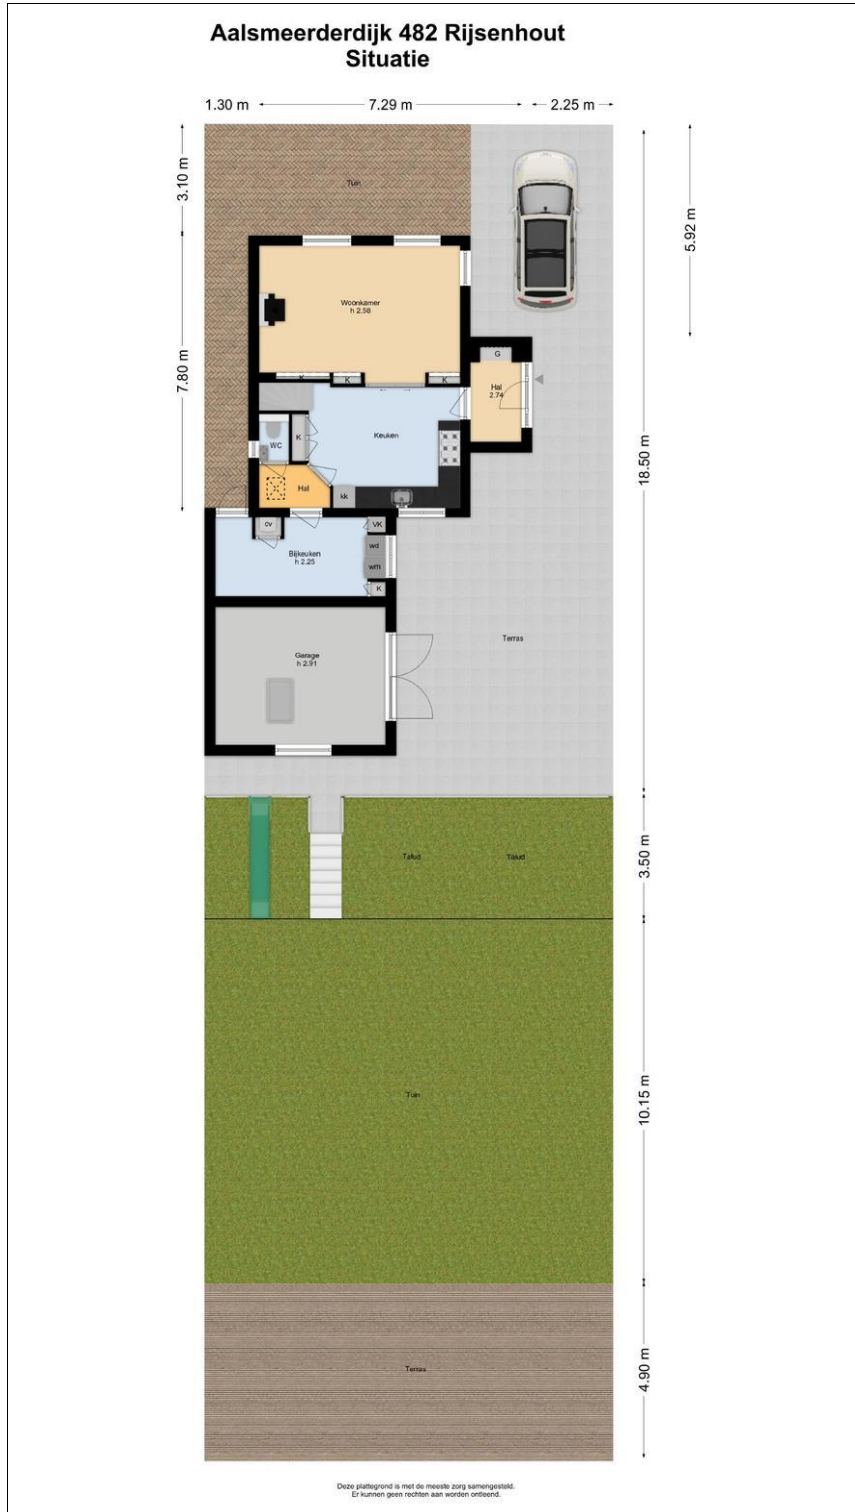 Aalsmeerderdijk 482 Rijsenhout
Situatie
1.30 m
7.29 m
2.25 m
3.10 m
5.92 m
Tuin
Woonkamer
h 2.58
7.80 m
G
K
K
K
Hal
2.74
WC
K
Keuken
18.50 m
Hal
kk
cv
VK
Bijkeuken
h 2.25
wd
wm
K
Terras
Garage
h 2.91
Talud
Talud
3.50 m
Tuin
10.15 m
Terras
4.90 m
Deze plattegrond is met de meeste zorg samengesteld.
Er kunnen geen rechten aan worden ontleend.